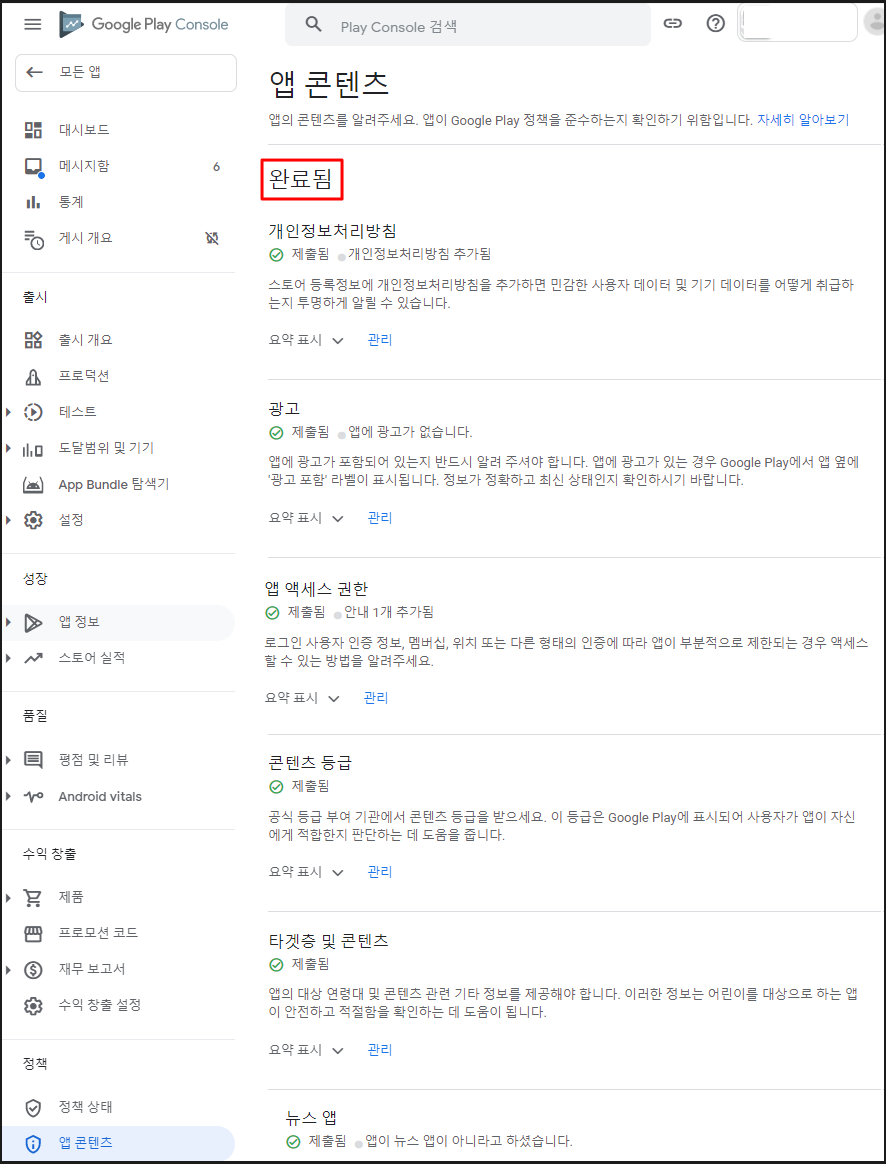 Google Play Console
Play Console 검색
모든 앱
대시보드
메시지함 6
통계
게시 개요
출시
출시 개요
프로덕션
테스트
도달범위 및 기기
App Bundle 탐색기
설정
성장
앱 정보
스토어 실적
품질
평점 및 리뷰
Android vitals
수익 창출
제품
프로모션 코드
재무 보고서
수익 창출 설정
정책
정책 상태
앱 콘텐츠
앱 콘텐츠
앱의 콘텐츠를 알려주세요. 앱이 Google Play 정책을 준수하는지 확인하기 위함입니다. 자세히 알아보기
완료됨
개인정보처리방침
제출됨 개인정보처리방침 추가됨
스토어 등록정보에 개인정보처리방침을 추가하면 민감한 사용자 데이터 및 기기 데이터를 어떻게 취급하
는지 투명하게 알릴 수 있습니다.
요약 표시 관리
광고
제출됨 앱에 광고가 없습니다.
앱에 광고가 포함되어 있는지 반드시 알려 주셔야 합니다. 앱에 광고가 있는 경우 Google Play에서 앱 옆에
'광고 포함' 라벨이 표시됩니다. 정보가 정확하고 최신 상태인지 확인하시기 바랍니다.
요약 표시 관리
앱 액세스 권한
제출됨 안내 1개 추가됨
로그인 사용자 인증 정보, 멤버십, 위치 또는 다른 형태의 인증에 따라 앱이 부분적으로 제한되는 경우 액세스
할 수 있는 방법을 알려주세요.
요약 표시 관리
콘텐츠 등급
제출됨
공식 등급 부여 기관에서 콘텐츠 등급을 받으세요. 이 등급은 Google Play에 표시되어 사용자가 앱이 자신
에게 적합한지 판단하는 데 도움을 줍니다.
요약 표시 관리
타겟층 및 콘텐츠
제출됨
앱의 대상 연령대 및 콘텐츠 관련 기타 정보를 제공해야 합니다. 이러한 정보는 어린이를 대상으로 하는 앱
이 안전하고 적절함을 확인하는 데 도움이 됩니다.
요약 표시 관리
뉴스 앱
제출됨 앱이 뉴스 앱이 아니라고 하셨습니다.